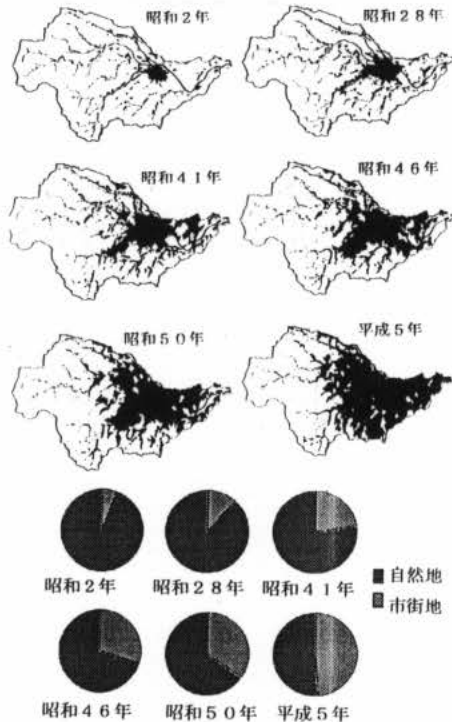 昭和2年
昭和28年
昭和41年
昭和46年
昭和50年
平成5年
昭和2年
昭和28年
昭和41年
自然地
市街地
昭和46年
昭和50年
平成5年